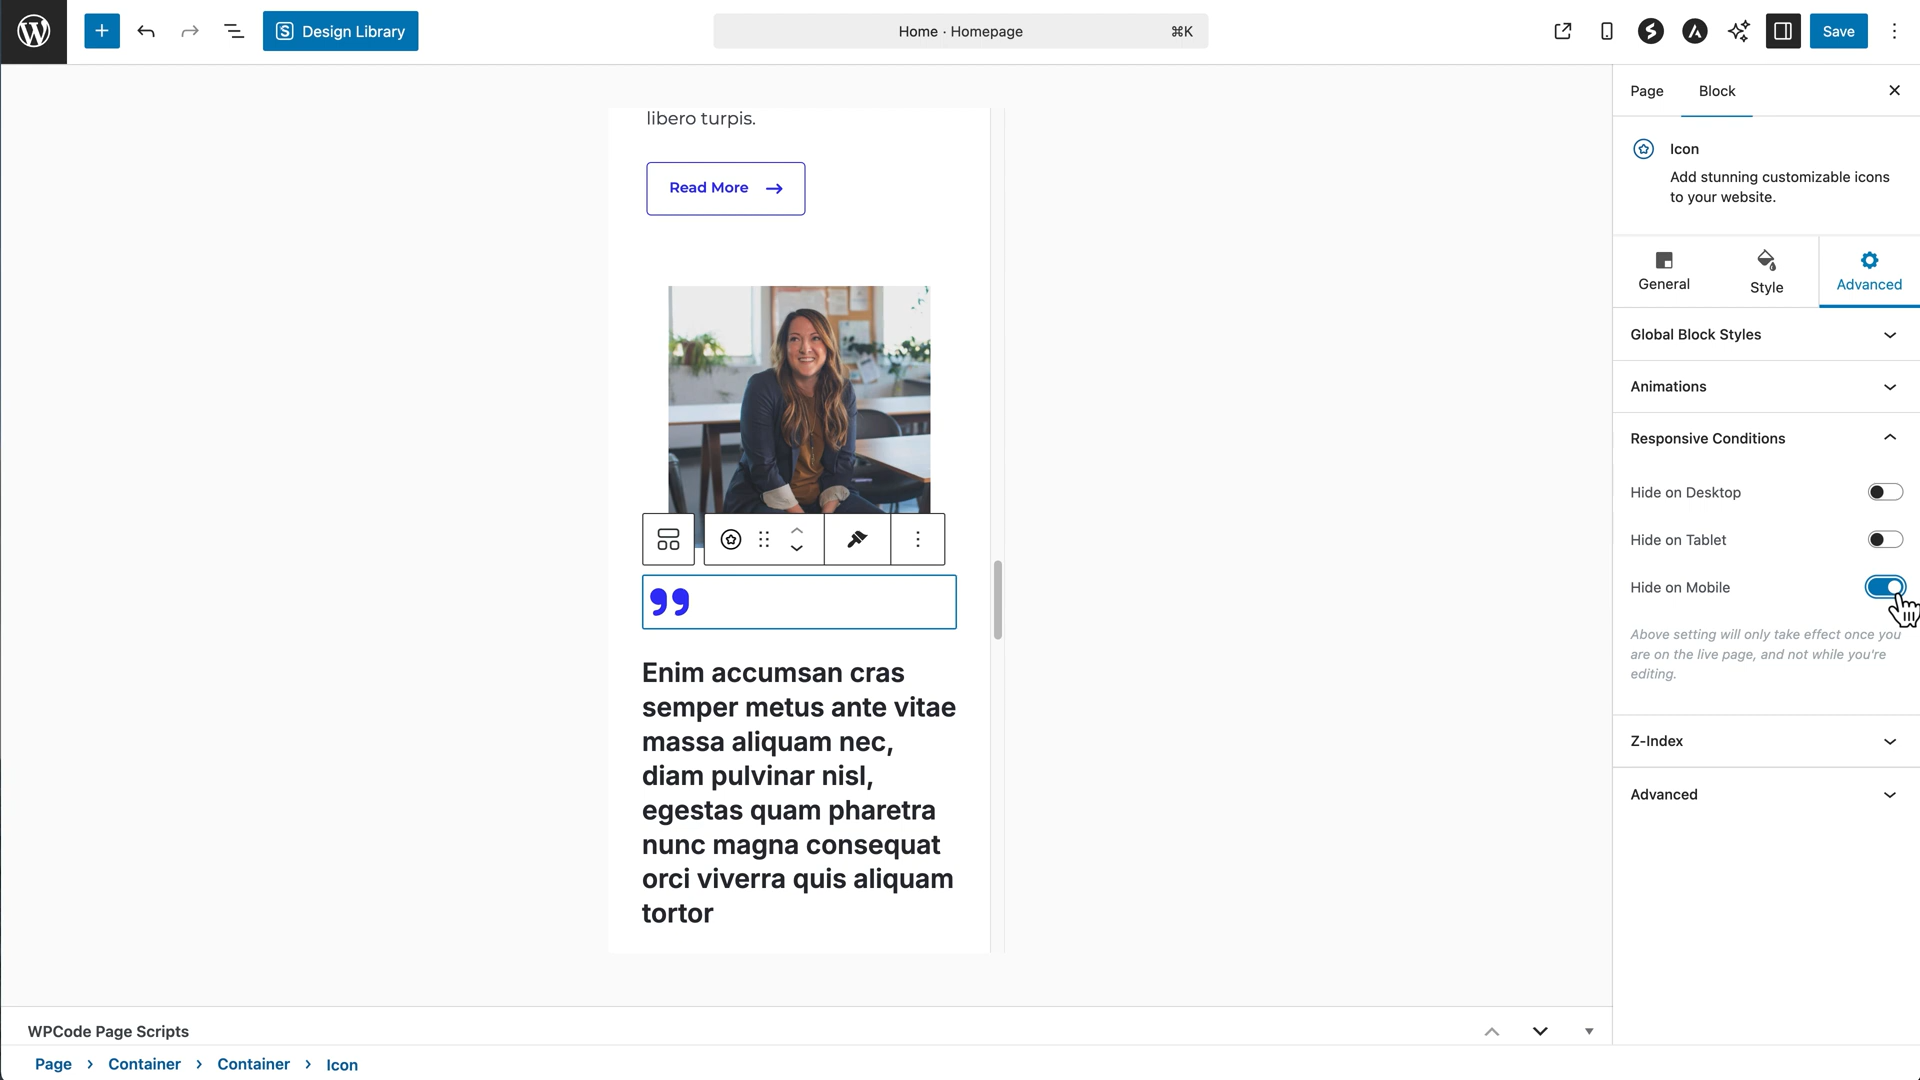 Design Library
Home · Homepage
⌘K
Save
libero turpis.
Read More
Enim accumsan cras
semper metus ante vitae
massa aliquam nec,
diam pulvinar nisl,
egestas quam pharetra
nunc magna consequat
orci viverra quis aliquam
tortor
Page
Block
Icon
Add stunning customizable icons
to your website.
General
Style
Advanced
Global Block Styles
Animations
Responsive Conditions
Hide on Desktop
Hide on Tablet
Hide on Mobile
Above setting will only take effect once you
are on the live page, and not while you're
editing.
Z-Index
Advanced
WPCode Page Scripts
Page › Container › Container › Icon